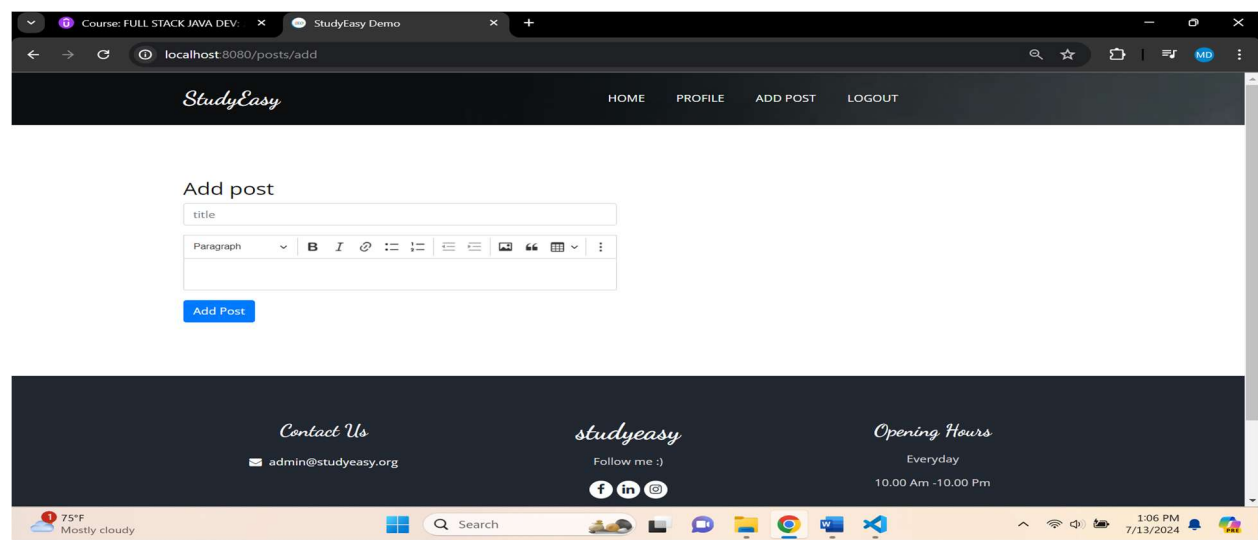 Course: FULL STACK JAVA DEV:
StudyEasy Demo
localhost:8080/posts/add
MD
StudyEasy
HOME PROFILE ADD POST LOGOUT
Add post
title
Paragraph
Add Post
Contact Us
admin@studyeasy.org
studyeasy
Follow me :)
Opening Hours
Everyday
10.00 Am -10.00 Pm
1
75°F
Mostly cloudy
Search
1:06 PM
7/13/2024
PRE